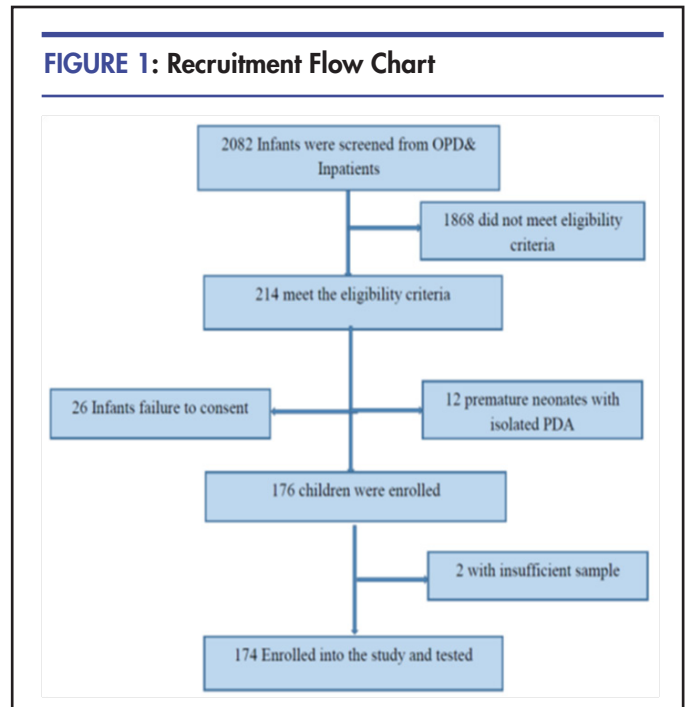 FIGURE 1: Recruitment Flow Chart
2082 Infants were screened from OPD&
Inpatients
1868 did not meet eligibility
criteria
214 meet the eligibility criteria
26 Infants failure to consent
12 premature neonates with
isolated PDA
176 children were enrolled
2 with insufficient sample
174 Enrolled into the study and tested